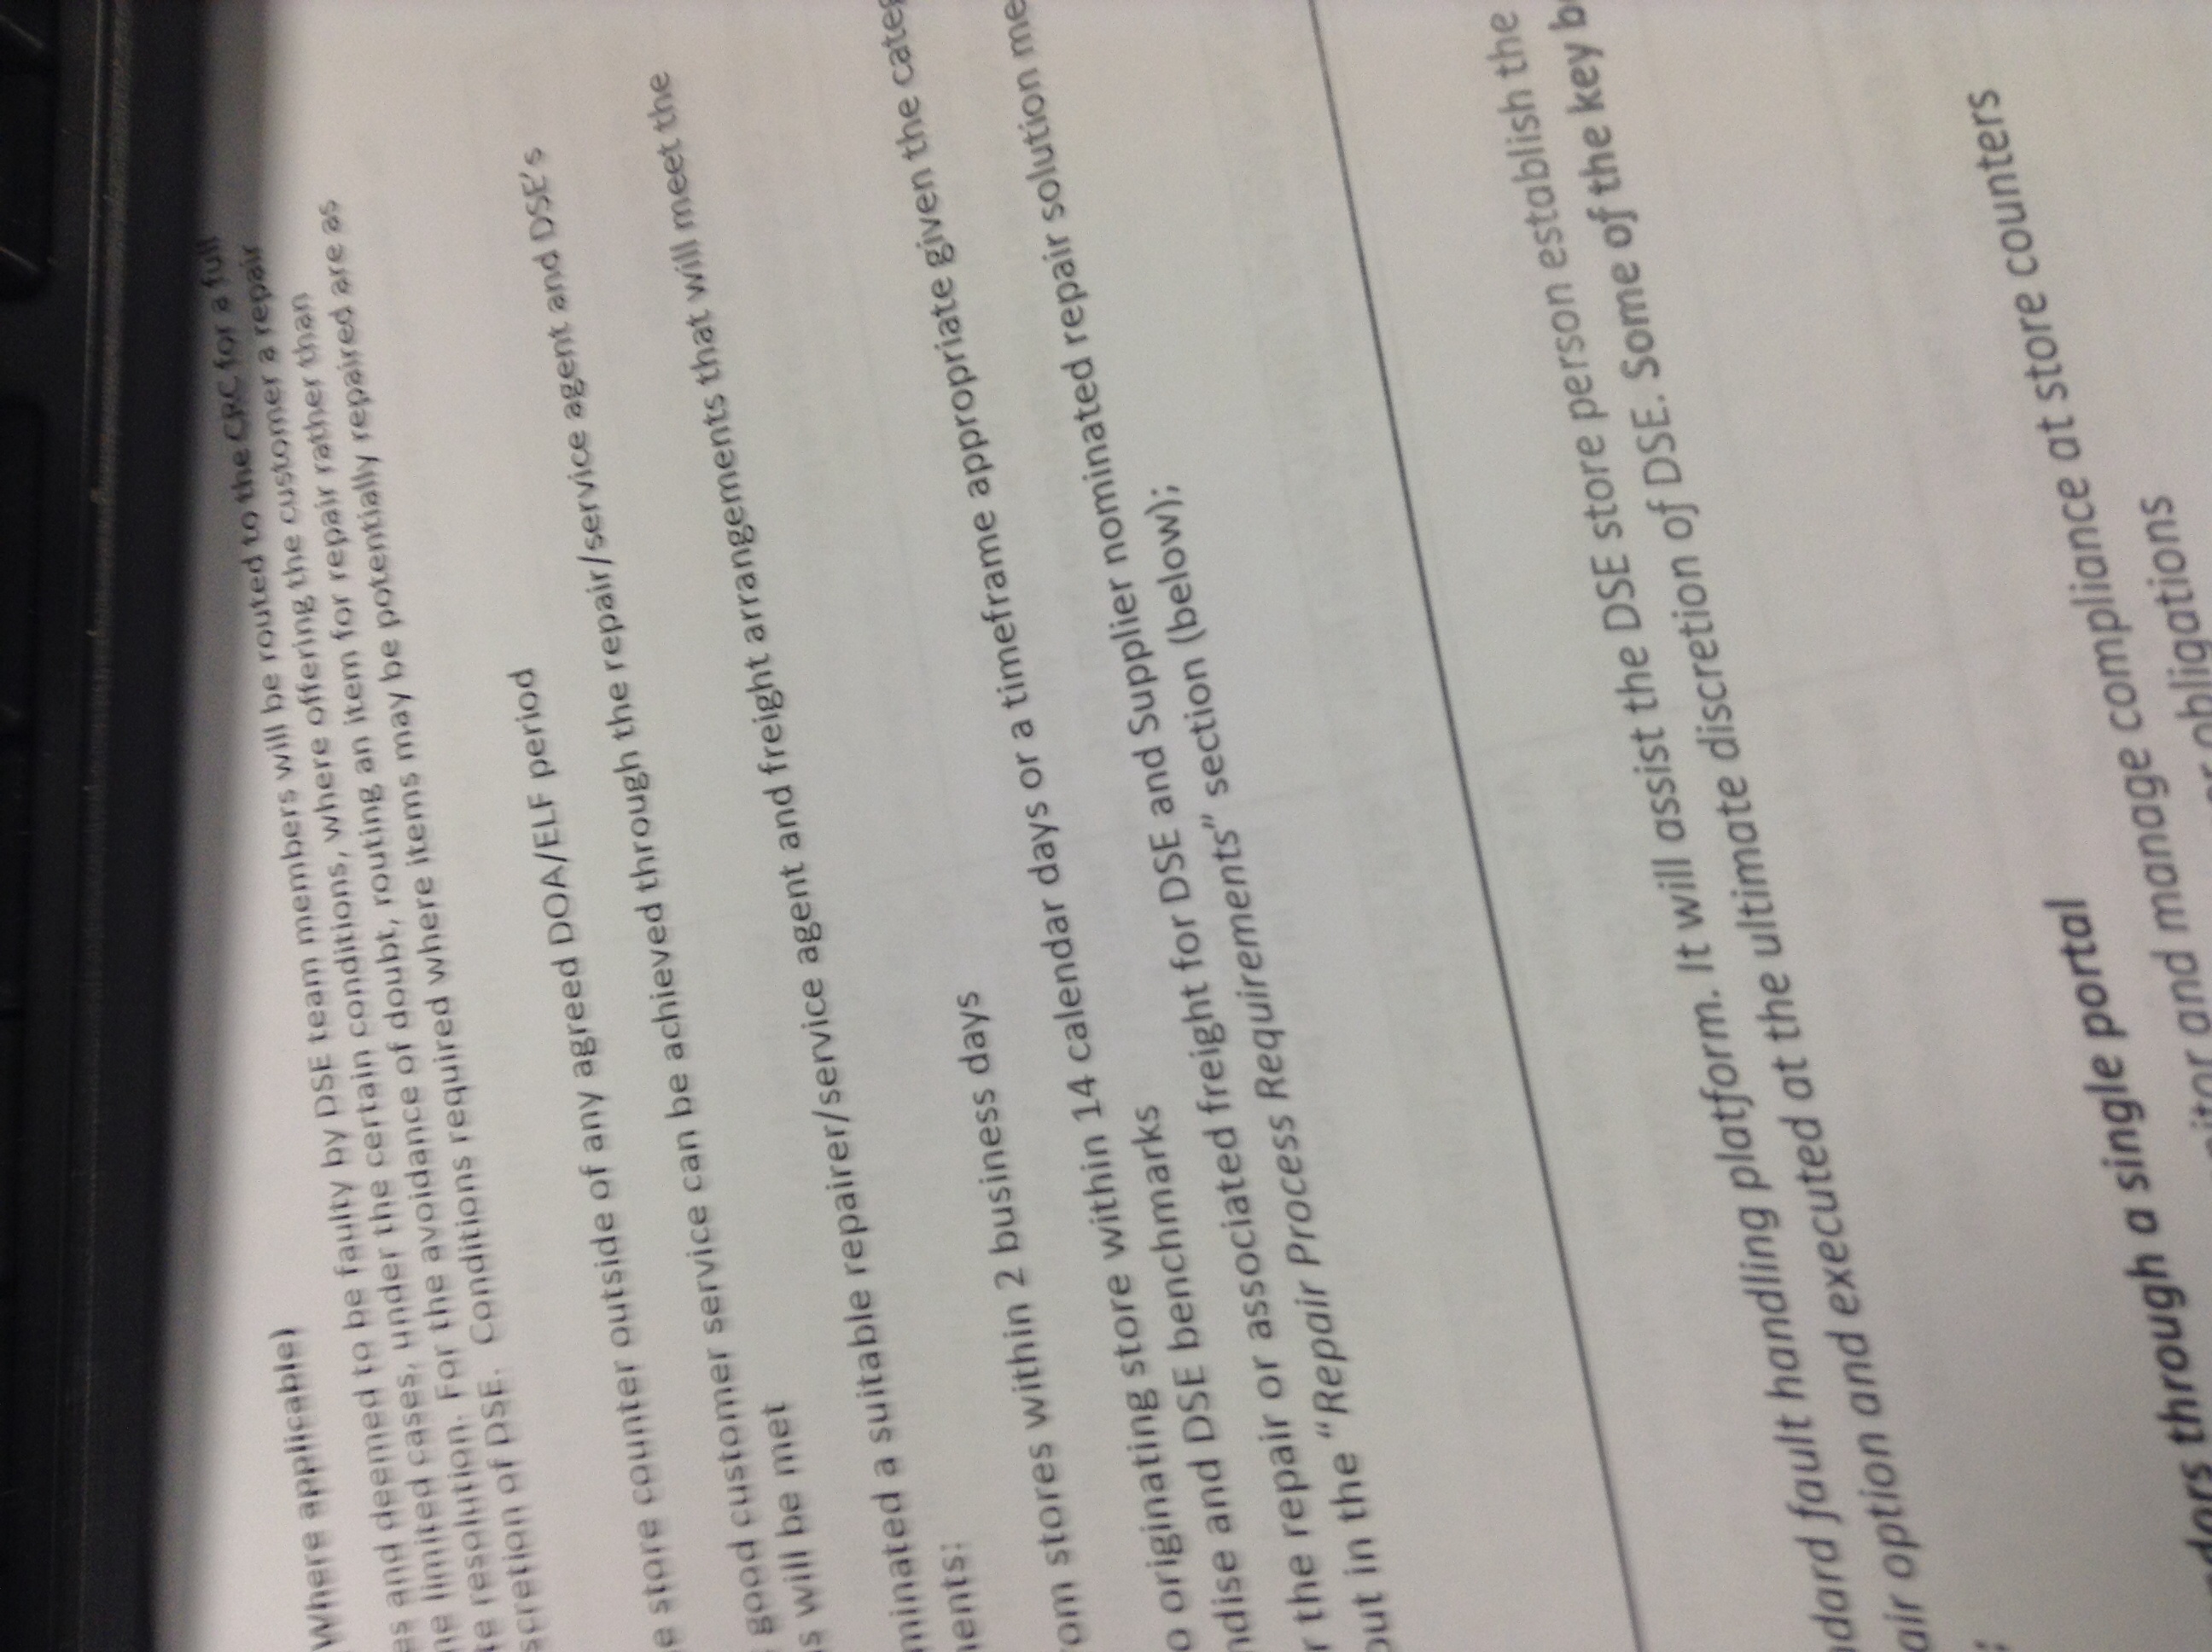 Where applicable)
es and deemed to be faulty by DSE team members will be routed to the CRC for a full
ne limited cases, under the certain conditions, where offering the customer a repair
te resolution. For the avoidance of doubt, routing an item for repair rather than
scretion of DSE. Conditions required where items may be potentially repaired are as
e store counter outside of any agreed DOA/ELF period
good customer service can be achieved through the repair/service agent and DSE's
s will be met
minated a suitable repairer/service agent and freight arrangements that will meet the
ents:
rom stores within 2 business days
o originating store within 14 calendar days or a timeframe appropriate given the categ
ndise and DSE benchmarks
r the repair or associated freight for DSE and Supplier nominated repair solution me
out in the "Repair Process Requirements" section (below);
ndard fault handling platform. It will assist the DSE store person establish the
air option and executed at the ultimate discretion of DSE. Some of the key b
:
ndors through a single portal
nitor and manage compliance at store counters
er obligations